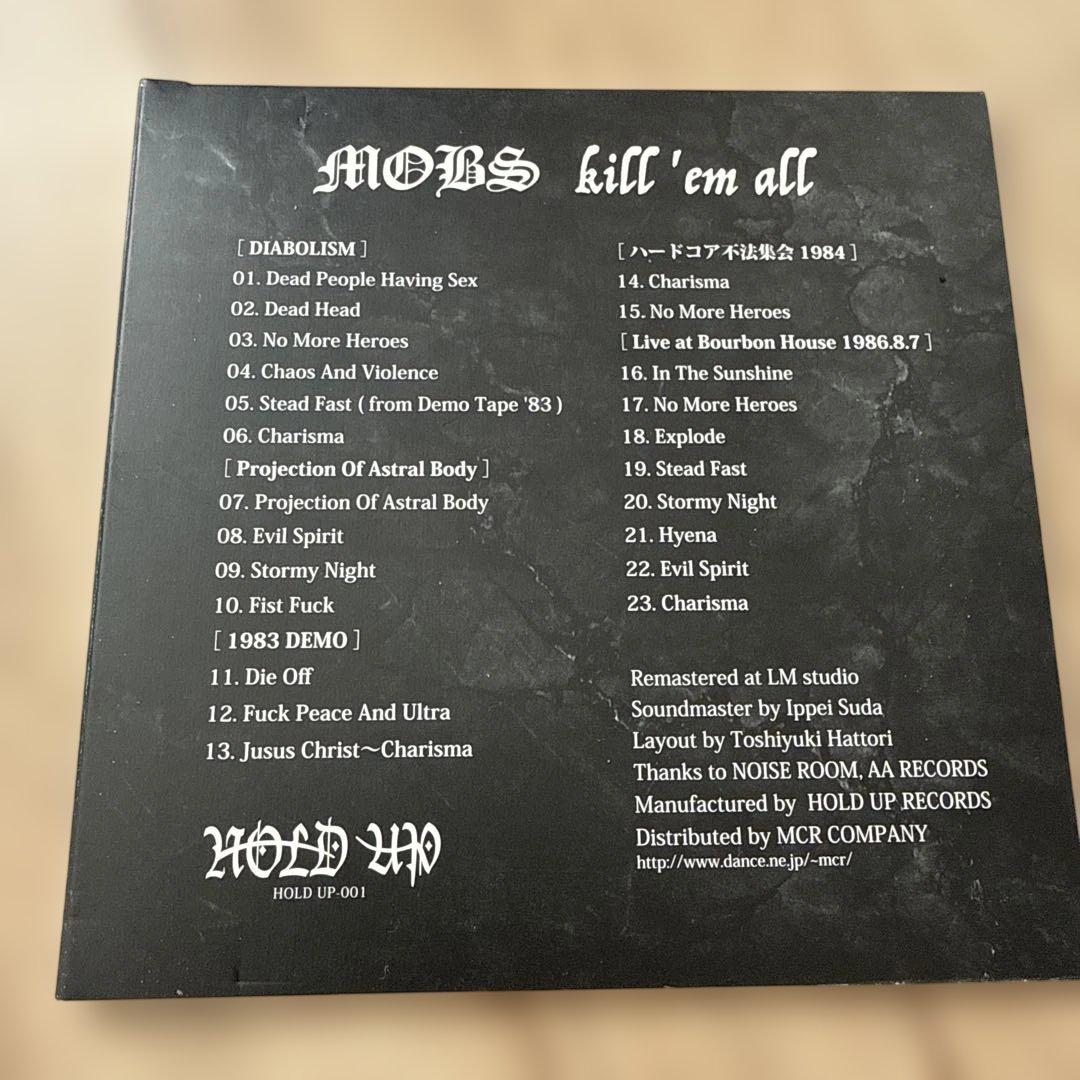 MOBS kill 'em all
[ DIABOLISM ]
01. Dead People Having Sex
02. Dead Head
03. No More Heroes
04. Chaos And Violence
05. Stead Fast ( from Demo Tape '83 )
06. Charisma
[ Projection Of Astral Body ]
07. Projection Of Astral Body
08. Evil Spirit
09. Stormy Night
10. Fist Fuck
[ 1983 DEMO ]
11. Die Off
12. Fuck Peace And Ultra
13. Jusus Christ～Charisma
HOLD UP
HOLD UP-001
[ ハードコア不法集会 1984 ]
14. Charisma
15. No More Heroes
[ Live at Bourbon House 1986.8.7 ]
16. In The Sunshine
17. No More Heroes
18. Explode
19. Stead Fast
20. Stormy Night
21. Hyena
22. Evil Spirit
23. Charisma
Remastered at LM studio
Soundmaster by Ippei Suda
Layout by Toshiyuki Hattori
Thanks to NOISE ROOM, AA RECORDS
Manufactured by HOLD UP RECORDS
Distributed by MCR COMPANY
http://www.dance.ne.jp/~mcr/